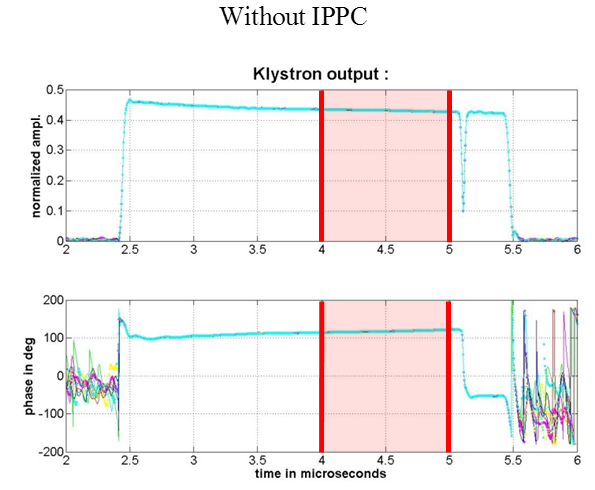 Without IPPC
Klystron output :
normalized ampl.
0.5
0.4
0.3
0.2
0.1
0
2 2.5 3 3.5 4 4.5 5 5.5 6
phase in deg
200
100
0
-100
-200
2 2.5 3 3.5 4 4.5 5 5.5 6
time in microseconds